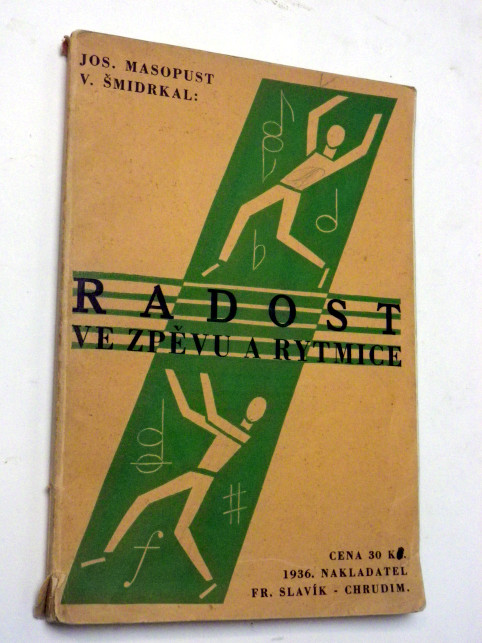 JOS. MASOPUST
V. ŠMIDRKAL:
RADOST
VE ZPĚVU A RYTMICE
CENA 30
1936. NAKLADATEL
FR. SLAVÍK - CHRUDIM.